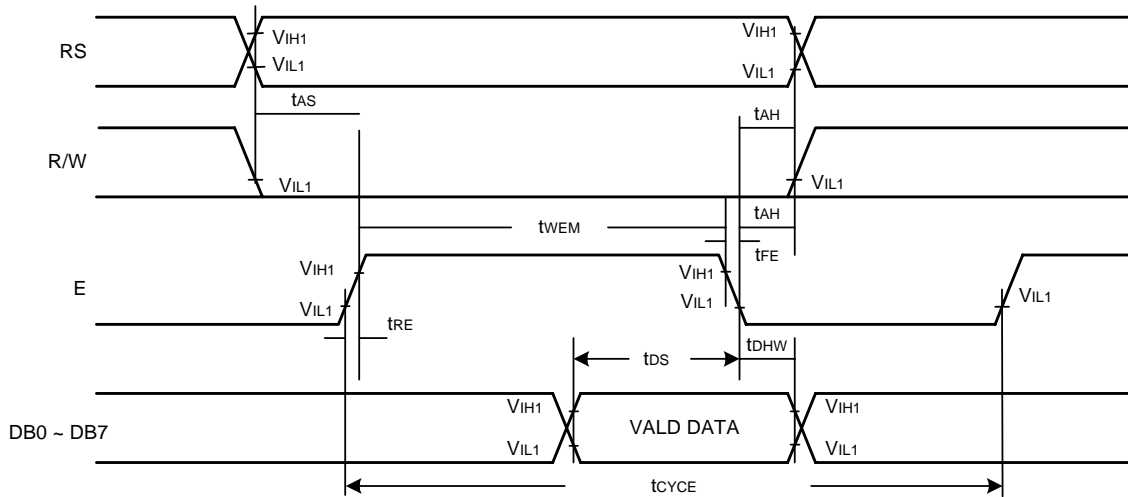 RS
VIH1
VIL1
VIH1
VIL1
tAS
tAH
R/W
VIL1
VIL1
tWEM
tAH
tFE
E
VIH1
VIL1
VIH1
VIL1
VIL1
tRE
tDS
tDHW
DB0 ~ DB7
VIH1
VIL1
VALD DATA
VIH1
VIL1
tCYCE